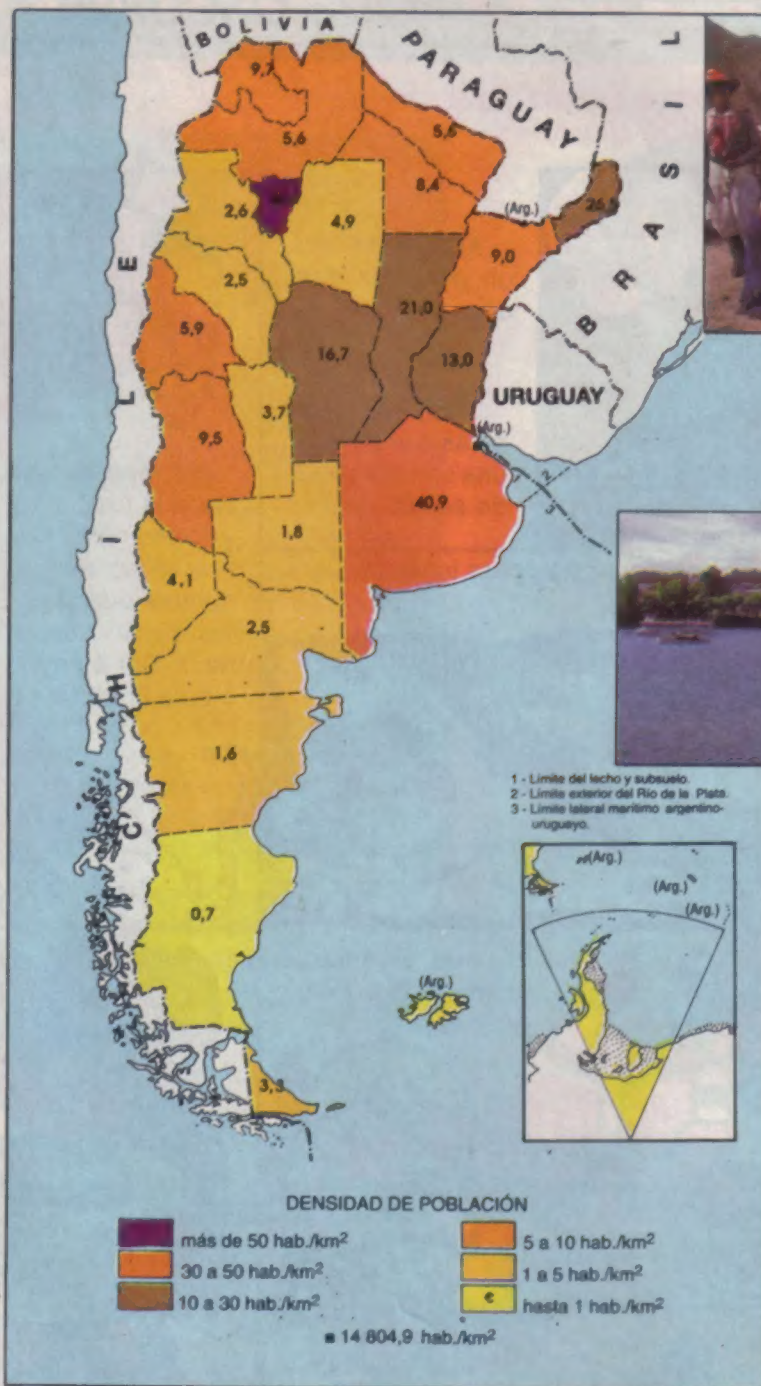 BOLIVIA
PARAGUAY
BRASIL
CHILE
9,7
5,6
5,5
8,4
(Arg.)
26,5
2,6
4,9
9,0
2,5
21,0
5,9
16,7
13,0
URUGUAY
3,7
(Arg.)
9,5
2
1
3
40,9
1,8
4,1
2,5
1,6
1 - Límite del lecho y subsuelo.
2 - Límite exterior del Río de la Plata.
3 - Límite lateral marítimo argentino-
uruguayo.
(Arg.)
(Arg.)
(Arg.)
0,7
(Arg.)
3,3
DENSIDAD DE POBLACIÓN
más de 50 hab./km²
5 a 10 hab./km²
30 a 50 hab./km²
1 a 5 hab./km²
10 a 30 hab./km²
hasta 1 hab./km²
14 804,9 hab./km²